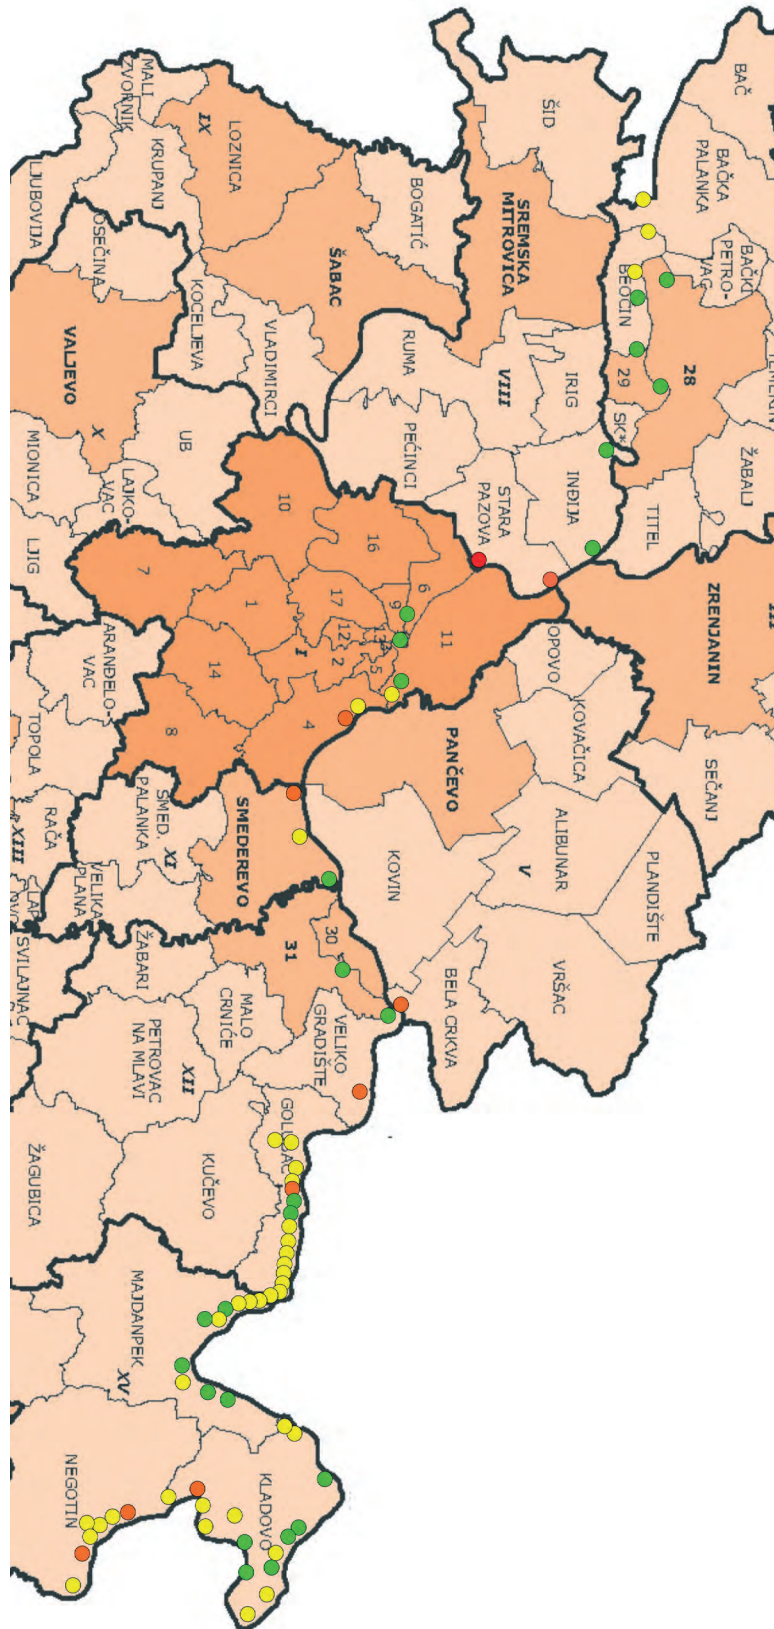 BAČ
BAČKA
PALANKA
BAČKI
PETRO-
VAC
28
ŽABALJ
ZRENJANIN
SEČANJ
TITEL
BEOČIN
29
SK*
PLANDIŠTE
ŠID
IRIG
INĐIJA
OPOVO
KOVAČICA
ALIBUNAR
V
VRŠAC
SREMSKA
MITROVICA
VIII
STARA
PAZOVA
PANČEVO
BELA CRKVA
BOGATIĆ
RUMA
PEĆINCI
6
11
KOVIN
16
9
17
13
12
5
2
ŠABAC
I
4
30
31
VELIKO
GRADIŠTE
GOLUBAC
VLADIMIRCI
10
1
14
SMEDEREVO
MALO
CRNIĆE
KLADOVO
LOZNICA
IX
KOCELJEVA
UB
7
8
SMED.
PALANKA
XI
KUČEVO
MALI
ZVORNIK
KRUPANJ
OSEČINA
LAJKO-
VAC
ARANĐELO-
VAC
VELIKA
PLANA
ŽABARI
PETROVAC
NA MLAVI
XII
MAJDANPEK
XV
LJUBOVIJA
VALJEVO
X
MIONICA
LJIG
TOPOLA
RAČA
XIII
LAP
SVILAJNAC
ŽAGUBICA
NEGOTIN